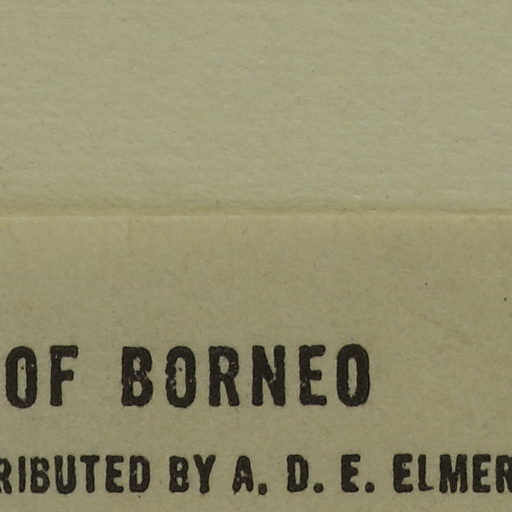 OF BORNEO
RIBUTED BY A. D. E. ELMER